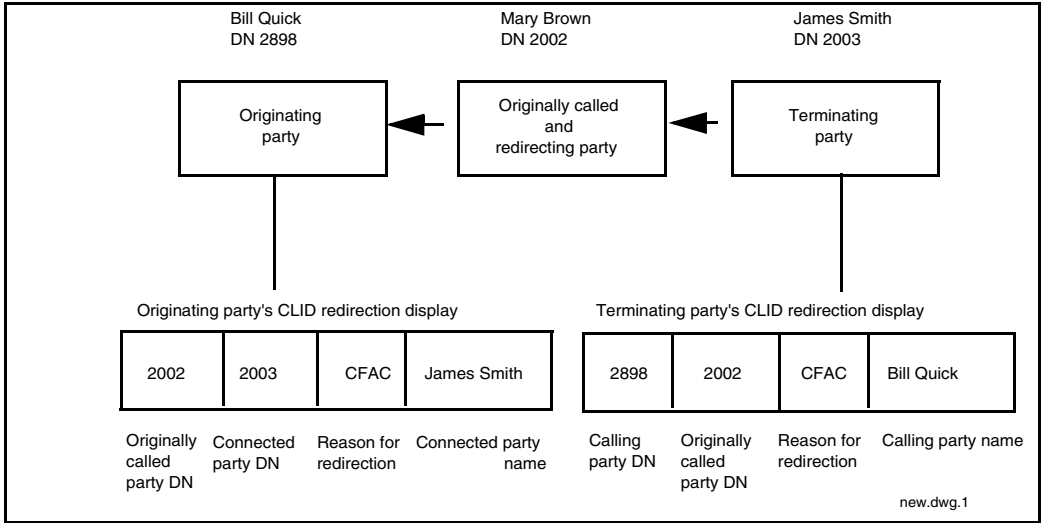 Bill Quick
DN 2898
Mary Brown
DN 2002
James Smith
DN 2003
Originating
party
Originally called
and
redirecting party
Terminating
party
Originating party's CLID redirection display
Terminating party's CLID redirection display
2002
2003
CFAC
James Smith
2898
2002
CFAC
Bill Quick
Originally
called
party DN
Connected
party DN
Reason for
redirection
Connected party
name
Calling
party DN
Originally
called
party DN
Reason for
redirection
Calling party name
new.dwg.1